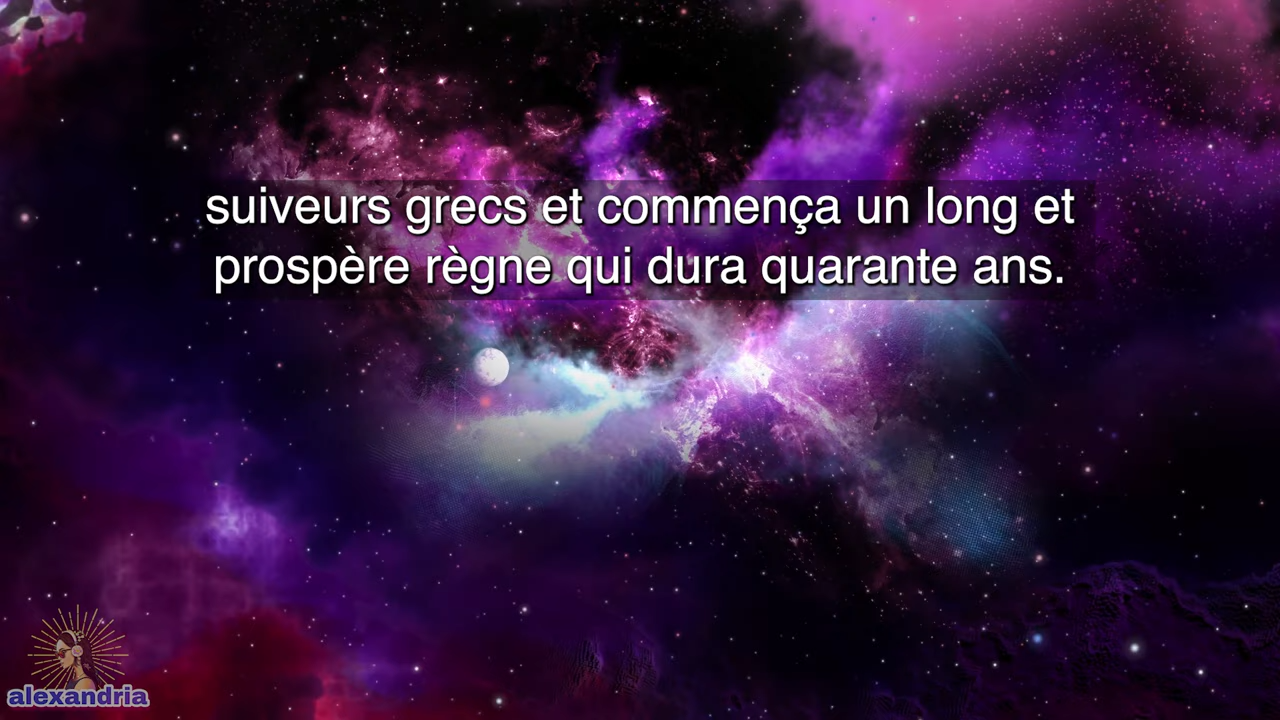 suiveurs grecs et commença un long et
prospère règne qui dura quarante ans.
alexandria